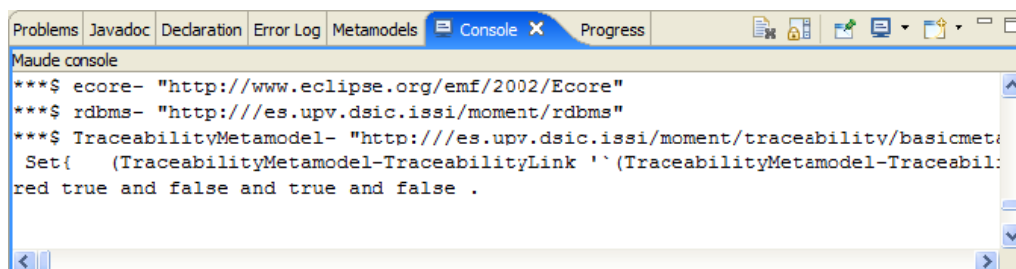 Problems Javadoc Declaration Error Log Metamodels Console Progress
Maude console
***$ ecore- "http://www.eclipse.org/emf/2002/Ecore"
***$ rdbms- "http:///es.upv.dsic.issi/moment/rdbms"
***$ TraceabilityMetamodel- "http:///es.upv.dsic.issi/moment/traceability/basicmeta
Set{ (TraceabilityMetamodel-TraceabilityLink '`(TraceabilityMetamodel-Traceabili
red true and false and true and false .